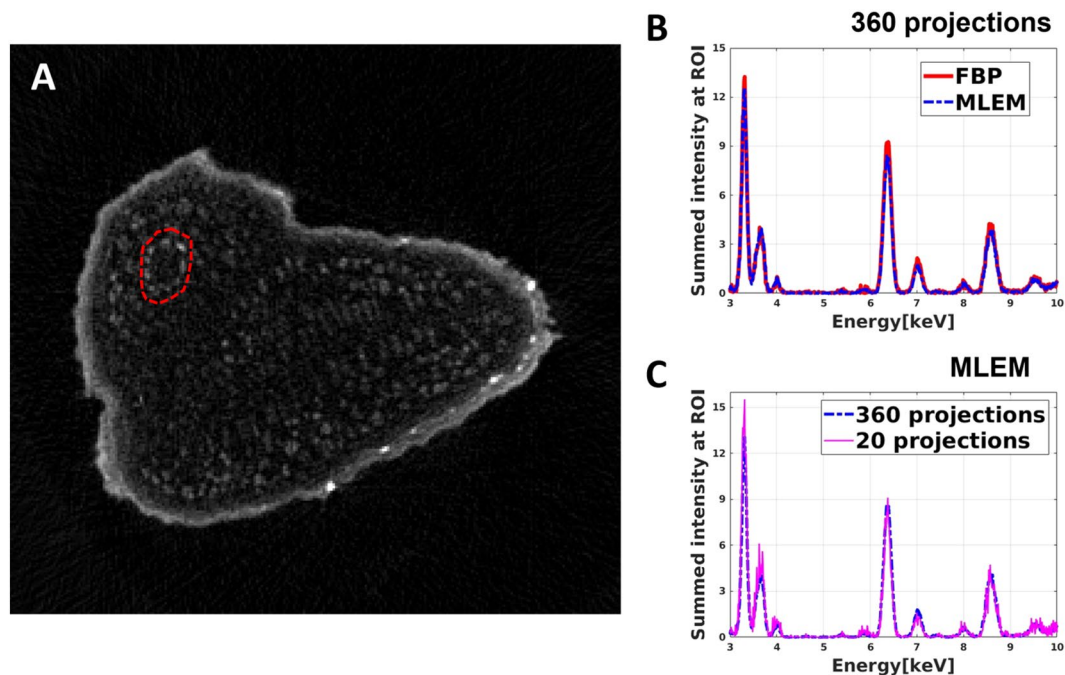 A
B
360 projections
Summed intensity at ROI
15
12
9
6
3
0
FBP
MLEM
3 4 5 6 7 8 9 10
Energy[keV]
C
MLEM
Summed intensity at ROI
15
12
9
6
3
0
360 projections
20 projections
3 4 5 6 7 8 9 10
Energy[keV]